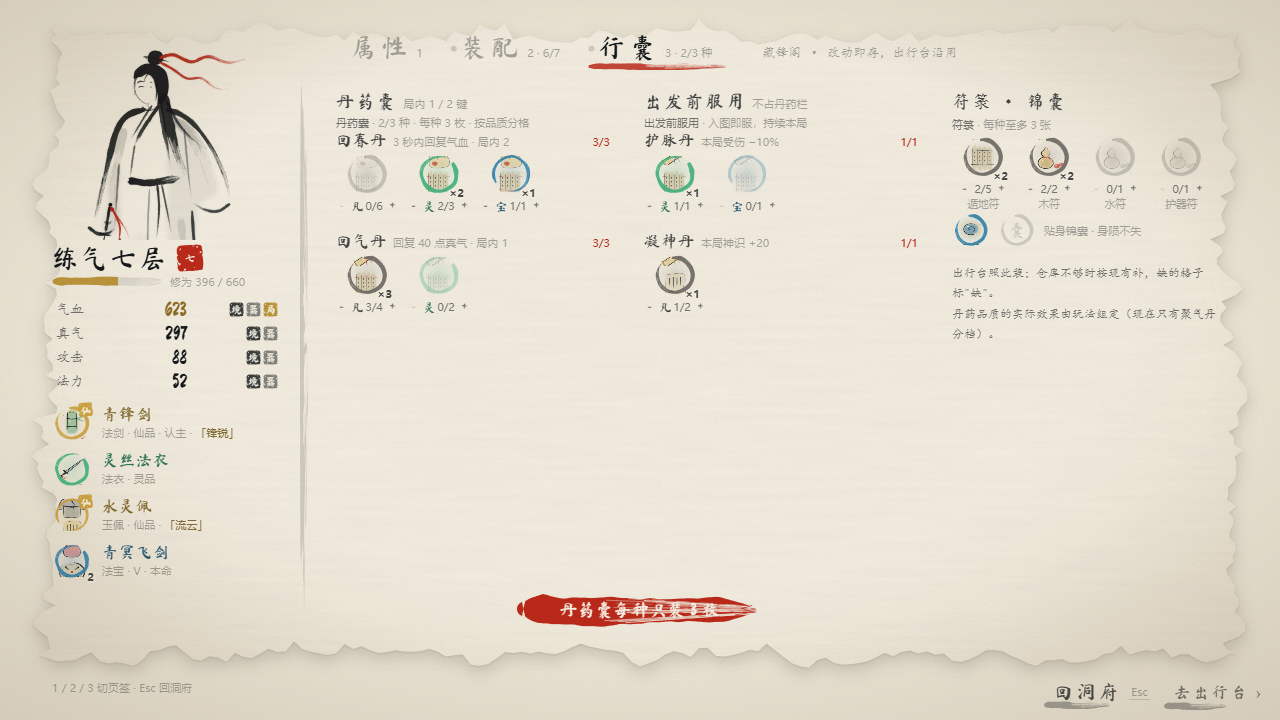 属性 1
装配 2 · 6/7
行囊 3 · 2/3 种
藏锋阁 • 改动即存，出行台沿用
练气七层 七
修为 396 / 660
气血 623 境 器 局
真气 297 境 器
攻击 88 境 器
法力 52 境 器
仙 青锋剑
法剑 · 仙品 · 认主 · 「锋锐」
灵丝法衣
法衣 · 灵品
仙 水灵佩
玉佩 · 仙品 · 「流云」
青冥飞剑
2 法宝 · V · 本命
丹药囊 局内 1 / 2 键
丹药囊 · 2/3 种 · 每种 3 枚 · 按品质分格
回春丹 3 秒内回复气血 · 局内 2 3/3
×2 ×1
- 凡 0/6 + - 灵 2/3 + - 宝 1/1 +
回气丹 回复 40 点真气 · 局内 1 3/3
×3
- 凡 3/4 + - 灵 0/2 +
出发前服用 不占丹药栏
出发前服用 · 入图即服，持续本局
护脉丹 本局受伤 −10% 1/1
×1
- 灵 1/1 + - 宝 0/1 +
凝神丹 本局神识 +20 1/1
×1
- 凡 1/2 +
符箓 • 锦囊
符箓 · 每种至多 3 张
×2 ×2
- 2/5 + - 2/2 + - 0/1 + - 0/1 +
遁地符 木符 水符 护器符
囊 贴身锦囊 · 身陨不失
出行台照此装；仓库不够时按现有补，缺的格子
标"缺"。
丹药品质的实际效果由玩法组定（现在只有聚气丹
分档）。
丹药囊每种只装 3 张
1 / 2 / 3 切页签 · Esc 回洞府
回洞府 Esc 去出行台 ›